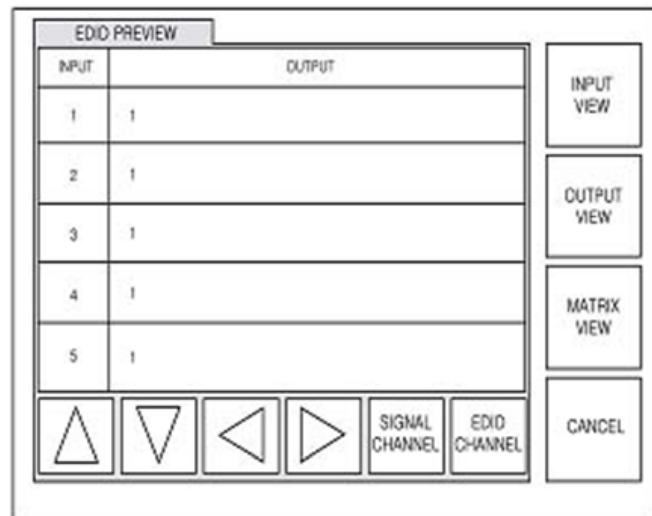 EDID PREVIEW
INPUT OUTPUT
1 1
2 1
3 1
4 1
5 1
SIGNAL CHANNEL
EDID CHANNEL
INPUT VIEW
OUTPUT VIEW
MATRIX VIEW
CANCEL